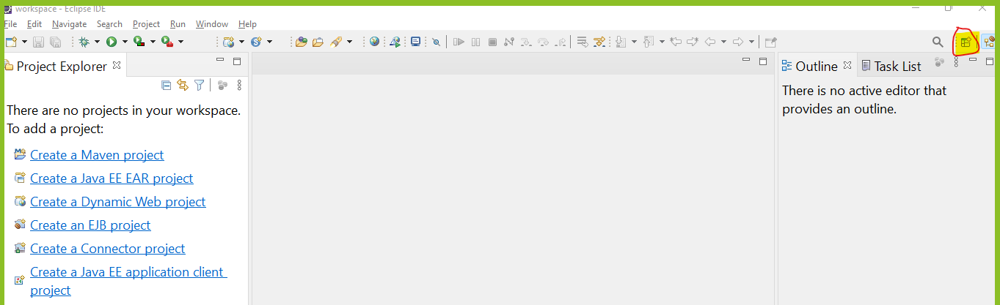 workspace - Eclipse IDE
File Edit Navigate Search Project Run Window Help
Project Explorer
There are no projects in your workspace.
To add a project:
Create a Maven project
Create a Java EE EAR project
Create a Dynamic Web project
Create an EJB project
Create a Connector project
Create a Java EE application client
project
Outline Task List
There is no active editor that
provides an outline.